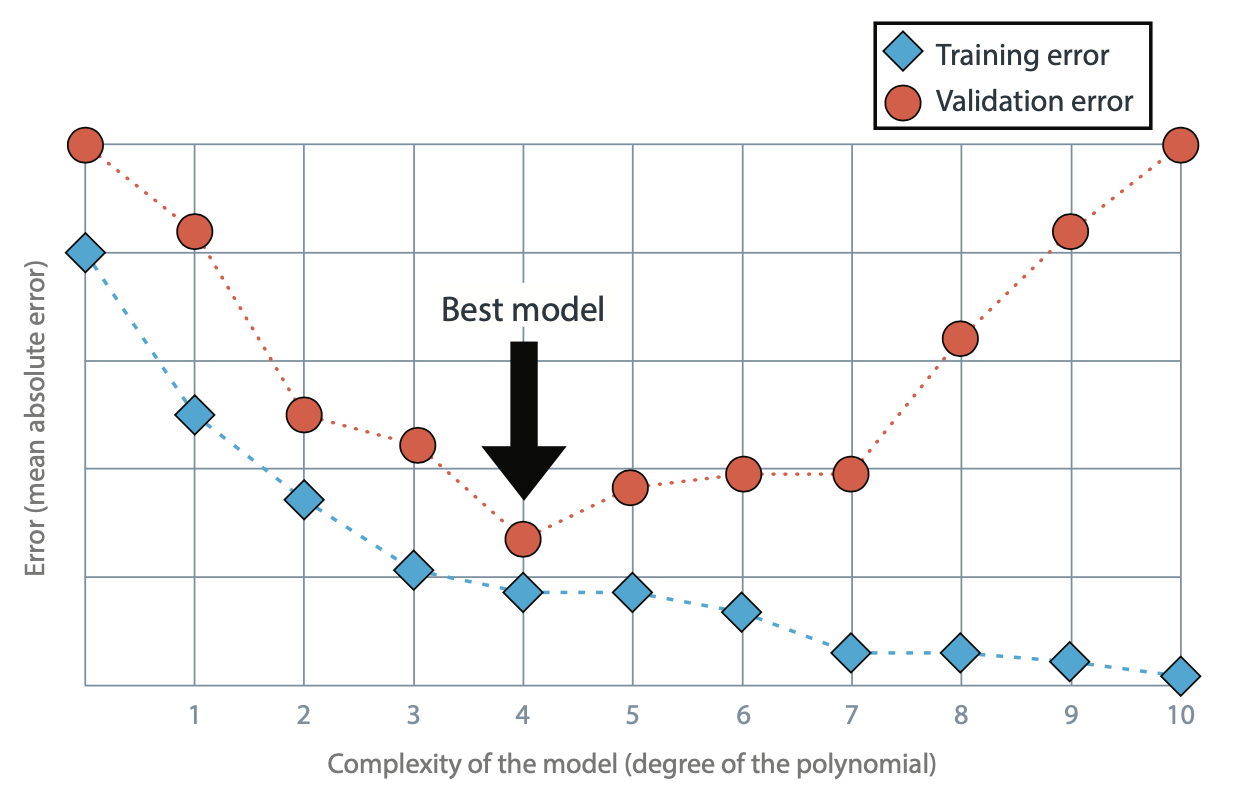 Training error
Validation error
Best model
Error (mean absolute error)
1 2 3 4 5 6 7 8 9 10
Complexity of the model (degree of the polynomial)